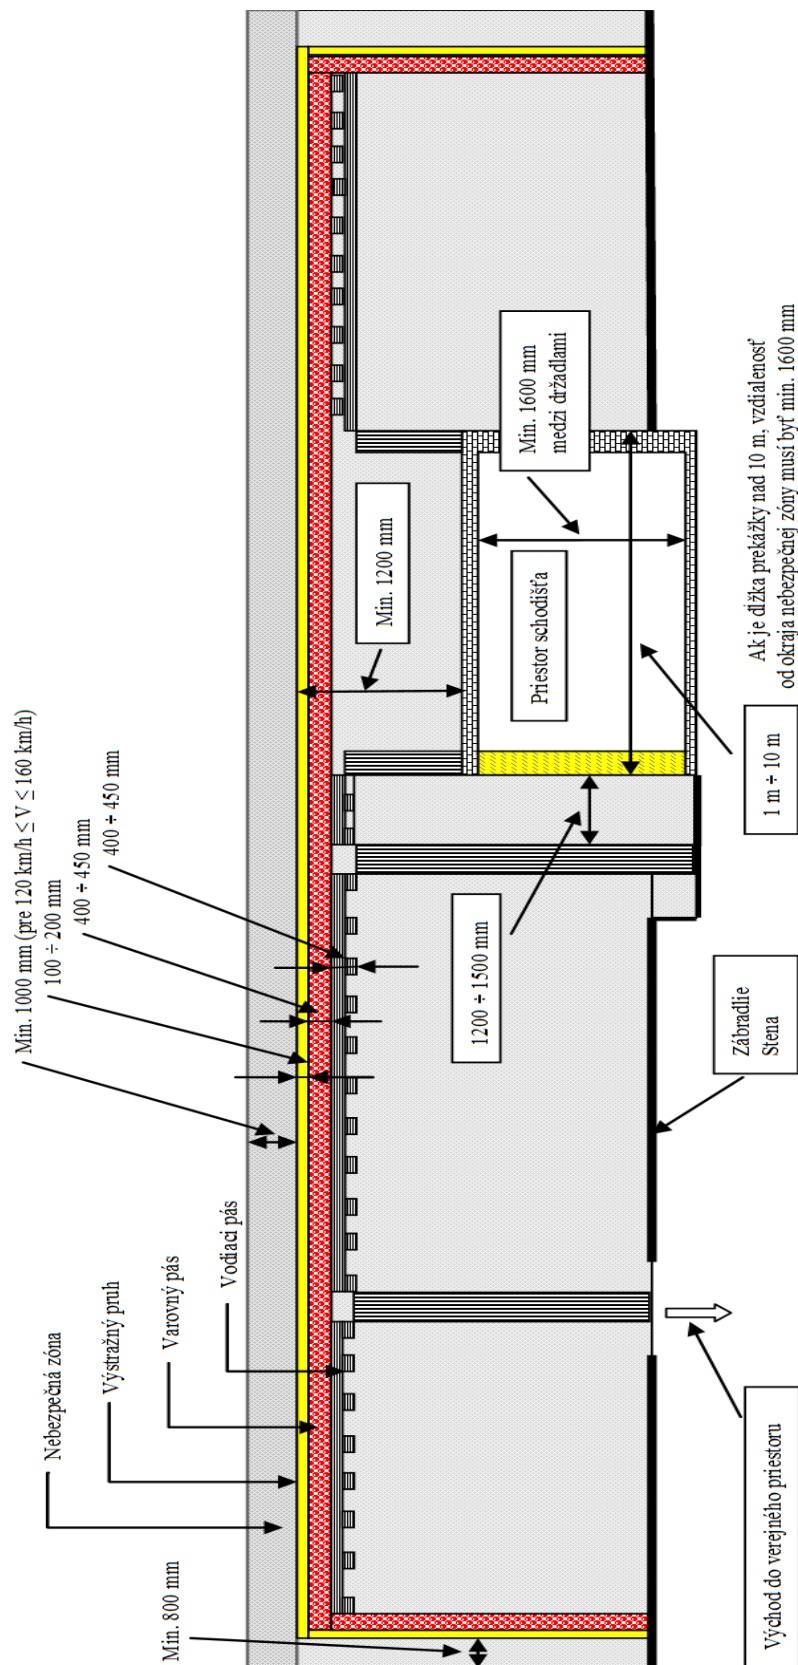 Nebezpečná zóna
Výstražný pruh
Varovný pás
Vodiaci pás
Min. 1000 mm (pre 120 km/h ≤ V ≤ 160 km/h)
100 ÷ 200 mm
400 ÷ 450 mm
400 ÷ 450 mm
Min. 800 mm
Min. 1200 mm
Min. 1600 mm
medzi držadlami
Priestor schodišťa
1200 ÷ 1500 mm
1 m ÷ 10 m
Ak je dĺžka prekážky nad 10 m, vzdialenosť
od okraja nebezpečnej zóny musí byť min. 1600 mm
Zábradlie
Stena
Východ do verejného priestoru